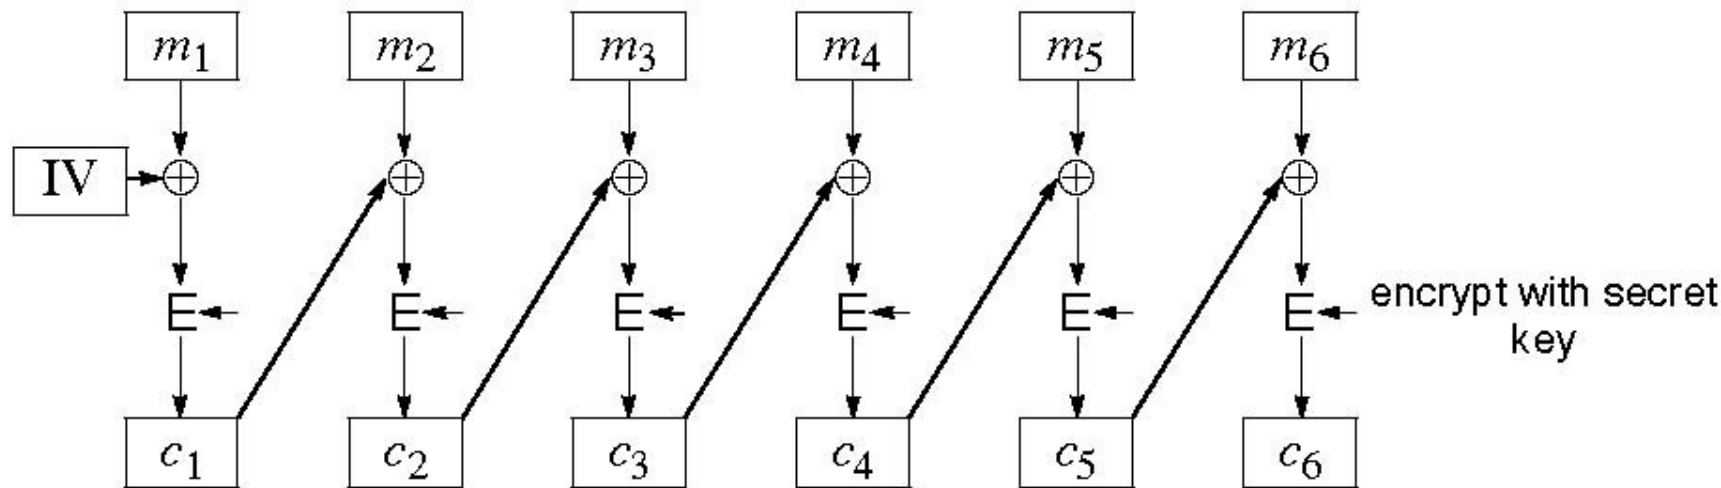 m1 m2 m3 m4 m5 m6
IV
E E E E E E encrypt with secret
key
c1 c2 c3 c4 c5 c6